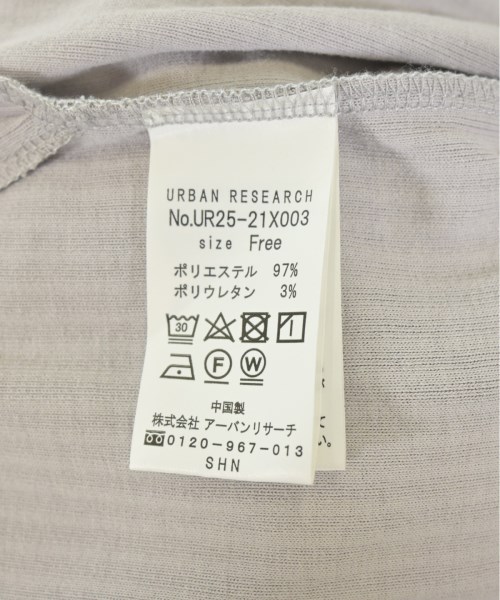 URBAN RESEARCH
No.UR25-21X003
size Free
ポリエステル 97%
ポリウレタン 3%
30
F W
中国製
株式会社 アーバンリサーチ
0120-967-013
SHN
い。